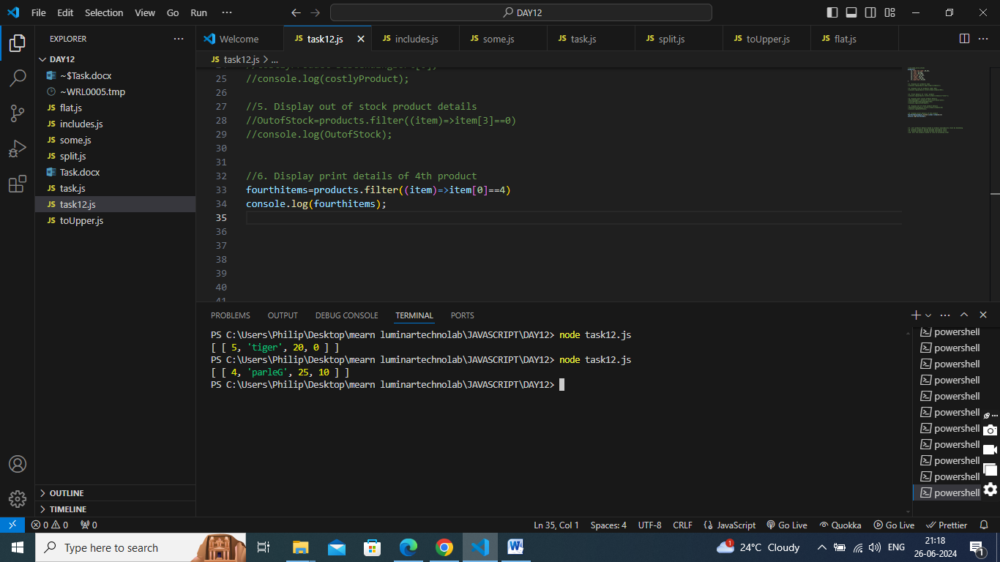 File Edit Selection View Go Run ··· DAY12
EXPLORER ···
DAY12
~$Task.docx
~WRL0005.tmp
JS flat.js
JS includes.js
JS some.js
JS split.js
Task.docx
JS task.js
JS task12.js
JS toUpper.js
OUTLINE
TIMELINE
Welcome JS task12.js JS includes.js JS some.js JS task.js JS split.js JS toUpper.js JS flat.js ···
JS task12.js > ...
25 //console.log(costlyProduct);
26
27 //5. Display out of stock product details
28 //OutofStock=products.filter((item)=>item[3]==0)
29 //console.log(OutofStock);
30
31
32 //6. Display print details of 4th product
33 fourthitems=products.filter((item)=>item[0]==4)
34 console.log(fourthitems);
35
36
37
38
39
40
41
PROBLEMS OUTPUT DEBUG CONSOLE TERMINAL PORTS
PS C:\Users\Philip\Desktop\mearn luminartechnolab\JAVASCRIPT\DAY12> node task12.js
[ [ 5, 'tiger', 20, 0 ] ]
PS C:\Users\Philip\Desktop\mearn luminartechnolab\JAVASCRIPT\DAY12> node task12.js
[ [ 4, 'parleG', 25, 10 ] ]
PS C:\Users\Philip\Desktop\mearn luminartechnolab\JAVASCRIPT\DAY12>
powershell
powershell
powershell
powershell
powershell
powershell
powershell
powershell
powershell
powershell
powershell
0 0 0 Ln 35, Col 1 Spaces: 4 UTF-8 CRLF JavaScript Go Live Quokka Go Live Prettier
Type here to search 1 24°C Cloudy ENG 21:18
26-06-2024 1